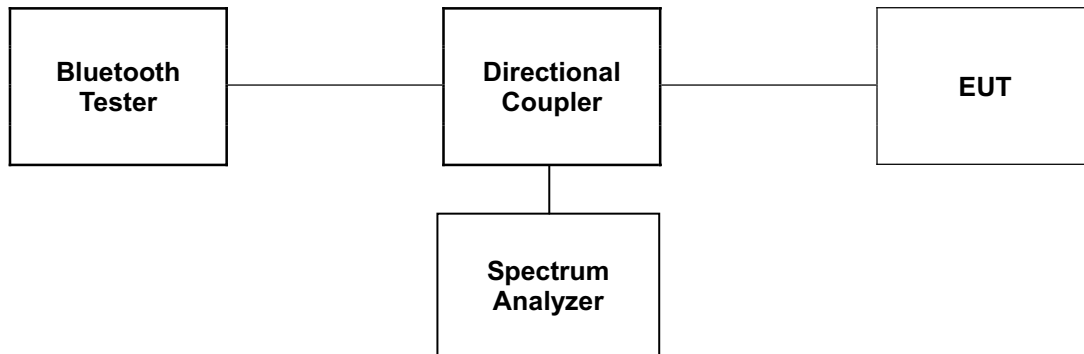 Bluetooth
Tester
Directional
Coupler
EUT
Spectrum
Analyzer